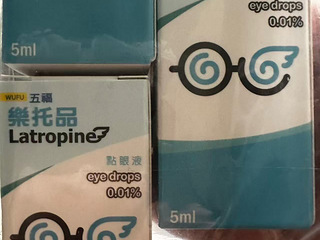 5ml
WUFU 五福
樂托品
Latropine
點眼液
eye drops
0.01%
eye drops
0.01%
5ml